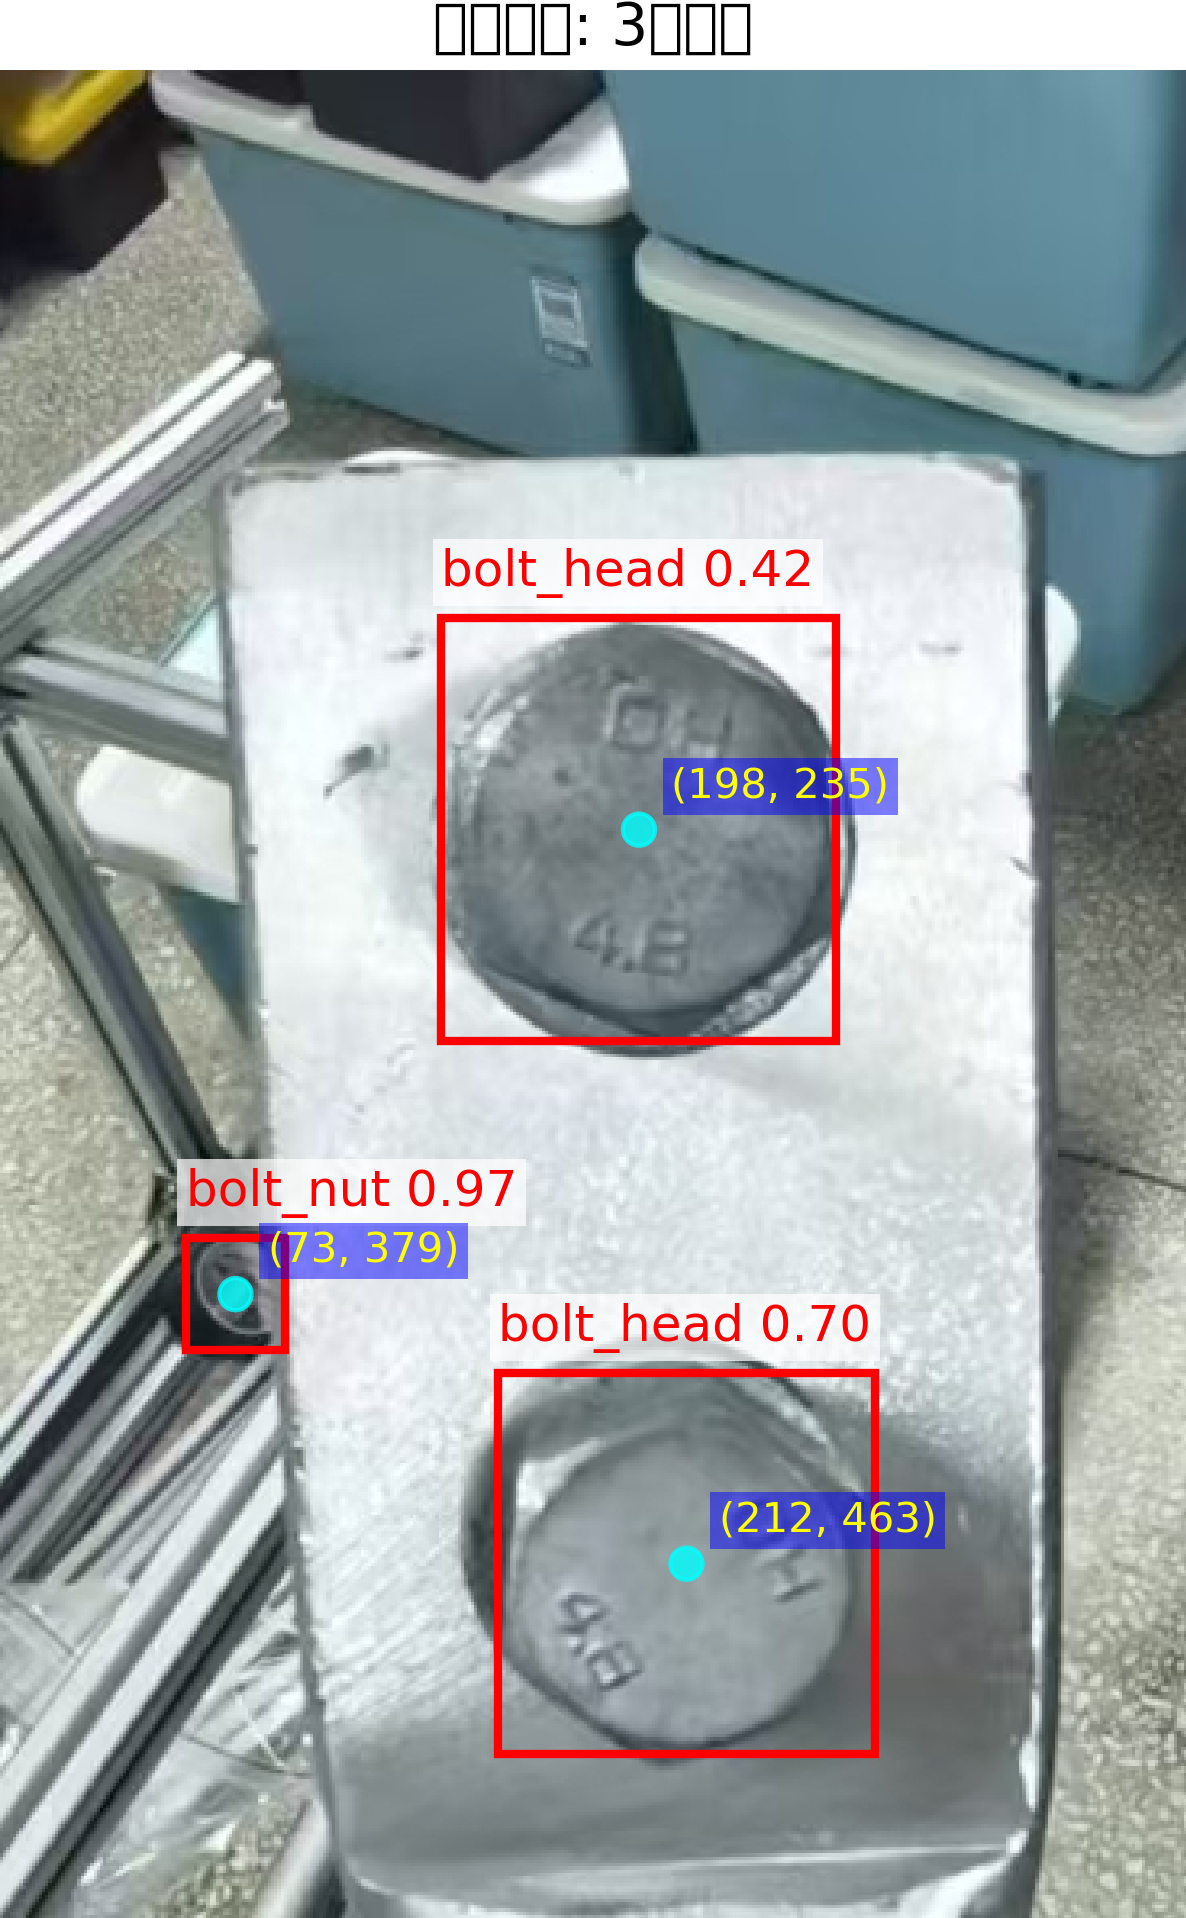 : 3
bolt_head 0.42
(198, 235)
4.8
bolt_nut 0.97
(73, 379)
bolt_head 0.70
(212, 463)
H
4.8